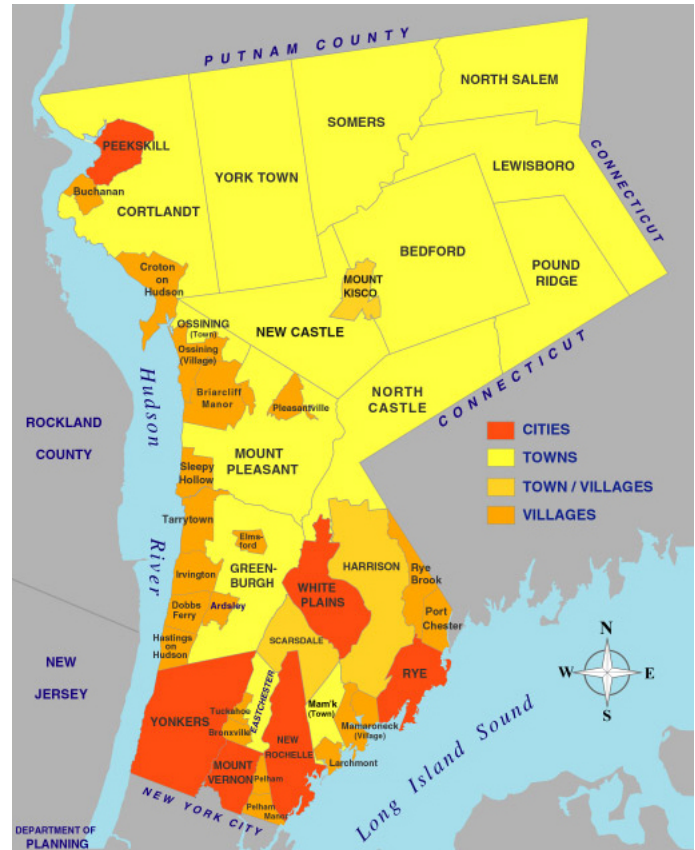 PUTNAM COUNTY
NORTH SALEM
SOMERS
PEEKSKILL
LEWISBORO
CONNECTICUT
YORK TOWN
Buchanan
CORTLANDT
BEDFORD
POUND
RIDGE
Croton
on
Hudson
MOUNT
KISCO
OSSINING
(Town)
NEW CASTLE
Ossining
(Village)
CONNECTICUT
Hudson
River
Briarcliff
Manor
Pleasantville
NORTH
CASTLE
ROCKLAND
COUNTY
CITIES
TOWNS
TOWN / VILLAGES
VILLAGES
MOUNT
PLEASANT
Sleepy
Hollow
Tarrytown
Elms-
ford
GREEN-
BURGH
HARRISON
Rye
Brook
Irvington
WHITE
PLAINS
Dobbs
Ferry
Ardsley
Port
Chester
Hastings
on
Hudson
SCARSDALE
N
W
E
S
NEW
JERSEY
RYE
EASTCHESTER
Mam'k
(Town)
Tuckahoe
YONKERS
Bronxville
Mamaroneck
(Village)
NEW
ROCHELLE
Long Island Sound
MOUNT
VERNON
Larchmont
Pelham
Pelham
Manor
NEW YORK CITY
DEPARTMENT OF
PLANNING